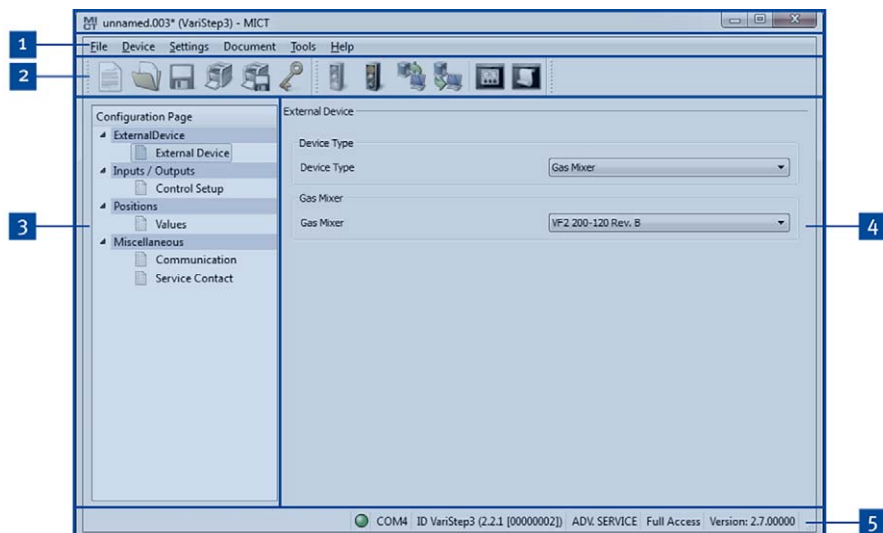 MICT unnamed.003* (VariStep3) - MICT
1 File Device Settings Document Tools Help
2
Configuration Page
ExternalDevice
External Device
Inputs / Outputs
Control Setup
Positions
3 Values
Miscellaneous
Communication
Service Contact
External Device
Device Type
Device Type Gas Mixer
Gas Mixer
Gas Mixer VF2 200-120 Rev. B 4
COM4 ID VariStep3 (2.2.1 [00000002]) ADV. SERVICE Full Access Version: 2.7.00000 5